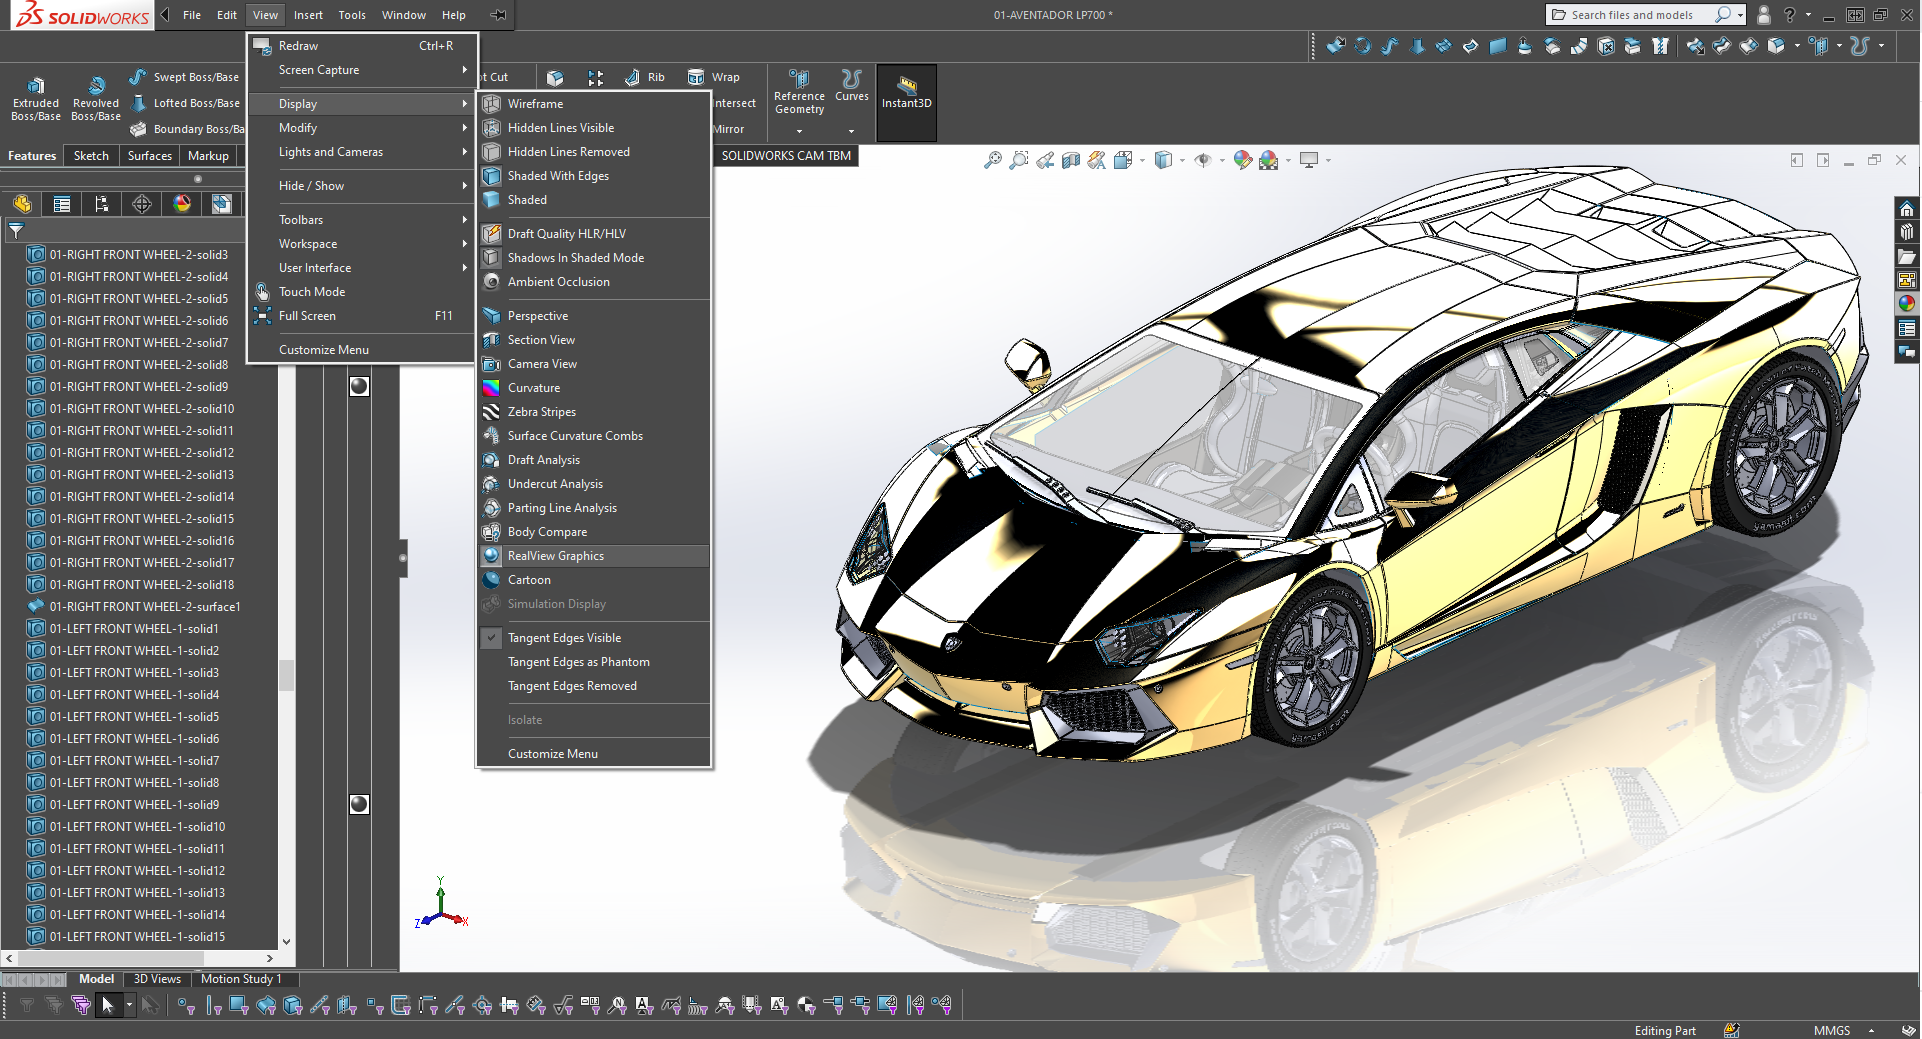 SOLIDWORKS
File Edit View Insert Tools Window Help
01-AVENTADOR LP700 *
Search files and models
?
Extruded
Boss/Base
Revolved
Boss/Base
Swept Boss/Base
Lofted Boss/Base
Boundary Boss/Ba
ot Cut
Rib
Wrap
Intersect
Mirror
Reference
Geometry
Curves
Instant3D
Features Sketch Surfaces Markup
SOLIDWORKS CAM TBM
Redraw Ctrl+R
Screen Capture
Display
Modify
Lights and Cameras
Hide / Show
Toolbars
Workspace
User Interface
Touch Mode
Full Screen F11
Customize Menu
Wireframe
Hidden Lines Visible
Hidden Lines Removed
Shaded With Edges
Shaded
Draft Quality HLR/HLV
Shadows In Shaded Mode
Ambient Occlusion
Perspective
Section View
Camera View
Curvature
Zebra Stripes
Surface Curvature Combs
Draft Analysis
Undercut Analysis
Parting Line Analysis
Body Compare
RealView Graphics
Cartoon
Simulation Display
Tangent Edges Visible
Tangent Edges as Phantom
Tangent Edges Removed
Isolate
Customize Menu
01-RIGHT FRONT WHEEL-2-solid3
01-RIGHT FRONT WHEEL-2-solid4
01-RIGHT FRONT WHEEL-2-solid5
01-RIGHT FRONT WHEEL-2-solid6
01-RIGHT FRONT WHEEL-2-solid7
01-RIGHT FRONT WHEEL-2-solid8
01-RIGHT FRONT WHEEL-2-solid9
01-RIGHT FRONT WHEEL-2-solid10
01-RIGHT FRONT WHEEL-2-solid11
01-RIGHT FRONT WHEEL-2-solid12
01-RIGHT FRONT WHEEL-2-solid13
01-RIGHT FRONT WHEEL-2-solid14
01-RIGHT FRONT WHEEL-2-solid15
01-RIGHT FRONT WHEEL-2-solid16
01-RIGHT FRONT WHEEL-2-solid17
01-RIGHT FRONT WHEEL-2-solid18
01-RIGHT FRONT WHEEL-2-surface1
01-LEFT FRONT WHEEL-1-solid1
01-LEFT FRONT WHEEL-1-solid2
01-LEFT FRONT WHEEL-1-solid3
01-LEFT FRONT WHEEL-1-solid4
01-LEFT FRONT WHEEL-1-solid5
01-LEFT FRONT WHEEL-1-solid6
01-LEFT FRONT WHEEL-1-solid7
01-LEFT FRONT WHEEL-1-solid8
01-LEFT FRONT WHEEL-1-solid9
01-LEFT FRONT WHEEL-1-solid10
01-LEFT FRONT WHEEL-1-solid11
01-LEFT FRONT WHEEL-1-solid12
01-LEFT FRONT WHEEL-1-solid13
01-LEFT FRONT WHEEL-1-solid14
01-LEFT FRONT WHEEL-1-solid15
Y
Z
X
Model 3D Views Motion Study 1
Editing Part
MMGS